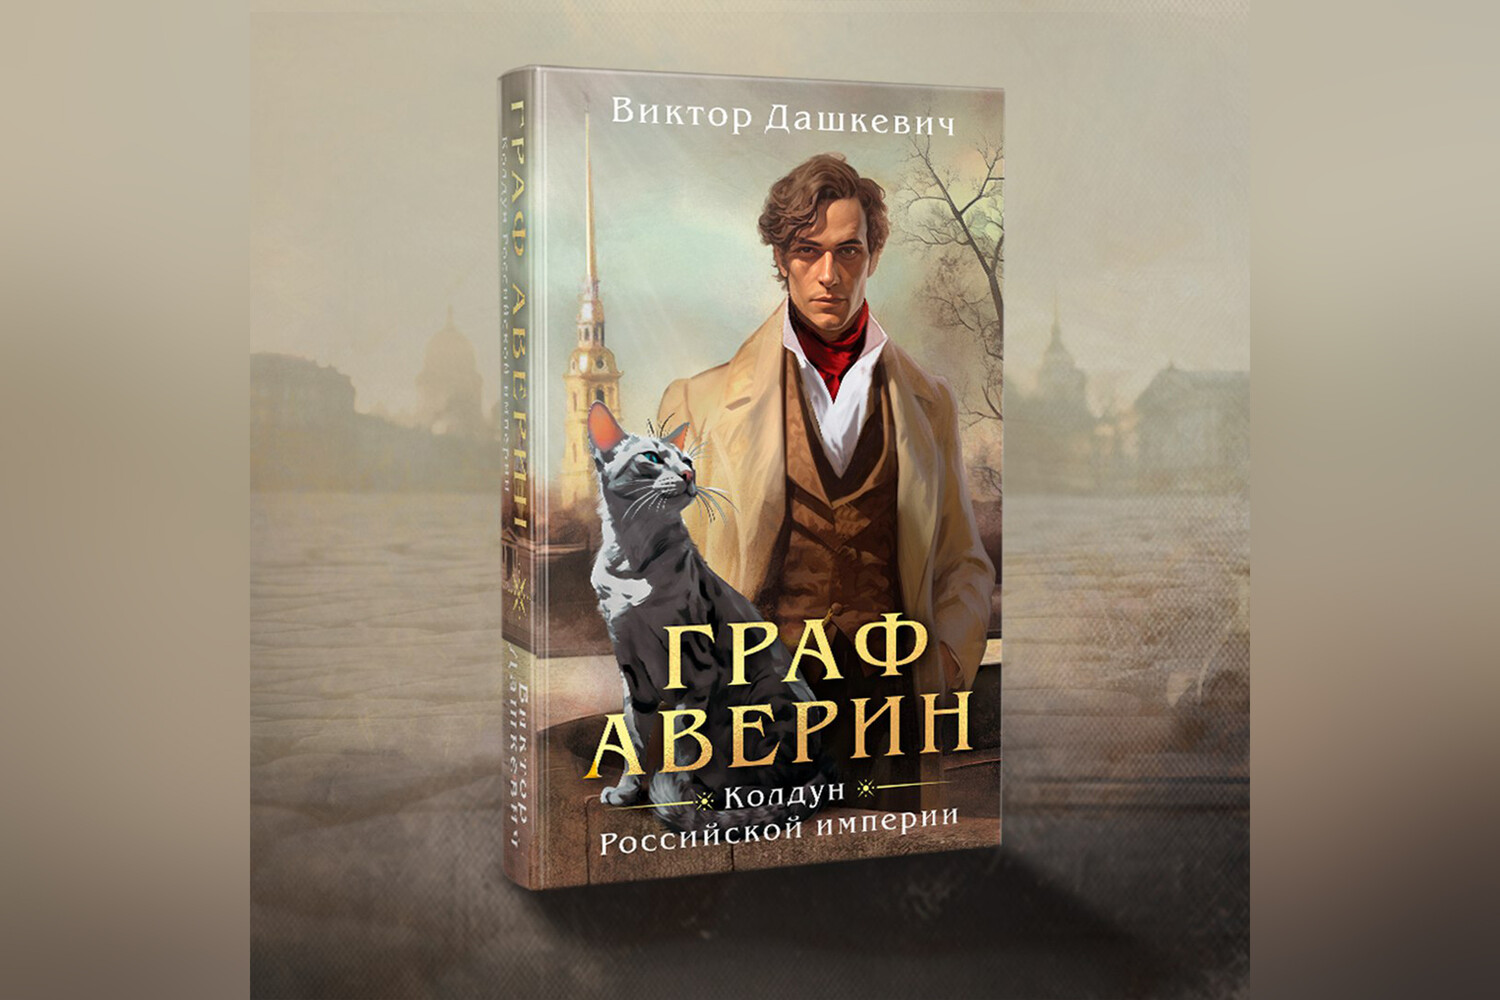 Виктор Дашкевич
ГРАФ
АВЕРИН
Колдун
Российской империи
ГРАФ АВЕРИН
Колдун Российской империи
Виктор
Дашкевич